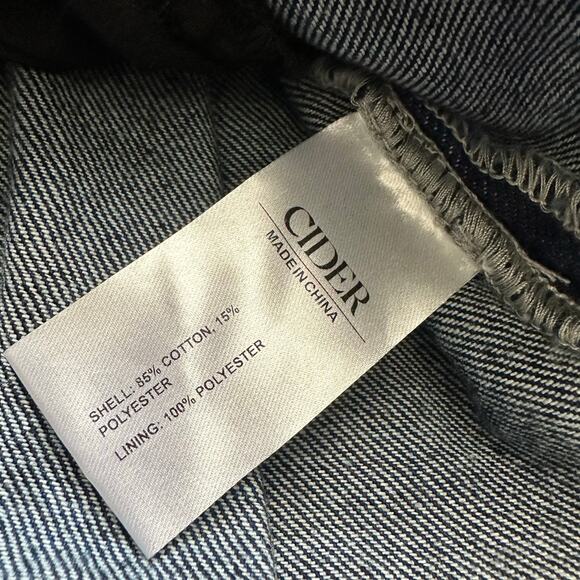 CIDER
MADE IN CHINA
SHELL: 85% COTTON, 15%
POLYESTER
LINING: 100% POLYESTER